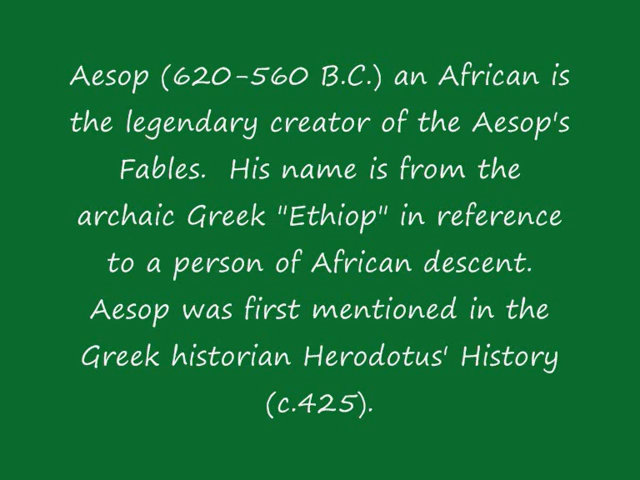 Aesop (620-560 B.C.) an African is
the legendary creator of the Aesop's
Fables.  His name is from the
archaic Greek "Ethiop" in reference
to a person of African descent.
Aesop was first mentioned in the
Greek historian Herodotus' History
(c.425).